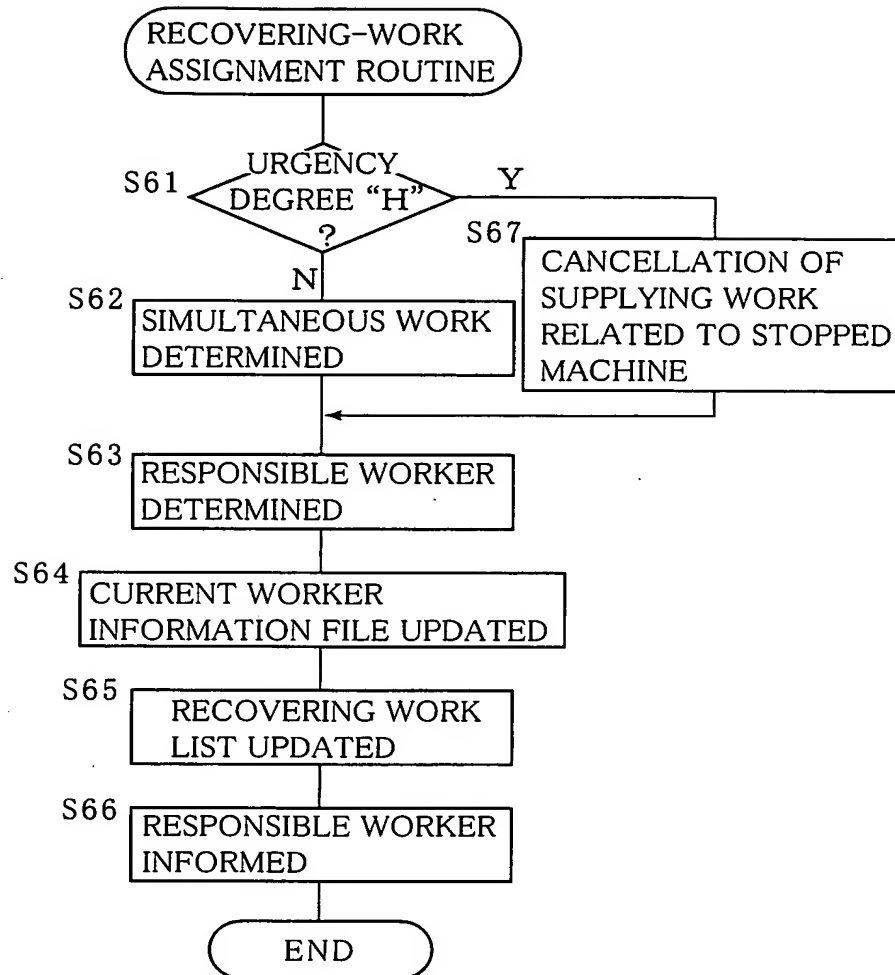 RECOVERING-WORK
ASSIGNMENT ROUTINE
S61
URGENCY
DEGREE “H”
?
Y
N
S67
CANCELLATION OF
SUPPLYING WORK
RELATED TO STOPPED
MACHINE
S62
SIMULTANEOUS WORK
DETERMINED
S63
RESPONSIBLE WORKER
DETERMINED
S64
CURRENT WORKER
INFORMATION FILE UPDATED
S65
RECOVERING WORK
LIST UPDATED
S66
RESPONSIBLE WORKER
INFORMED
END